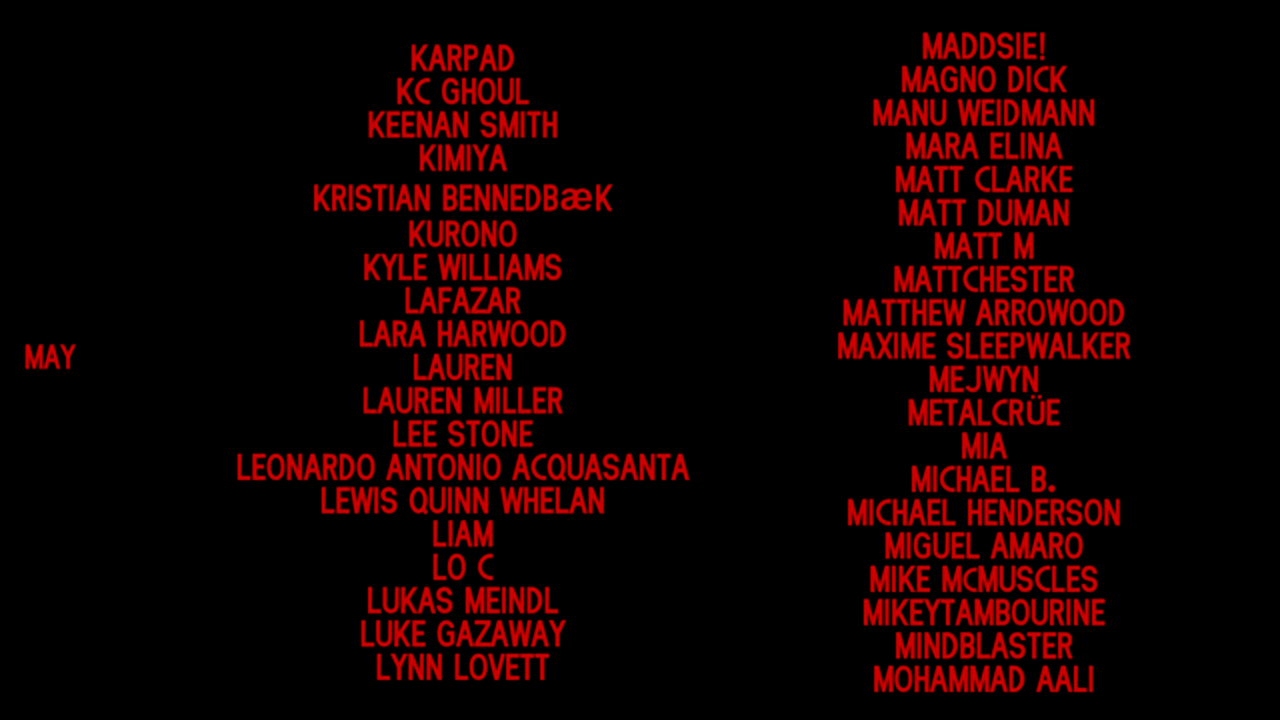 MAY
KARPAD
KC GHOUL
KEENAN SMITH
KIMIYA
KRISTIAN BENNEDBæK
KURONO
KYLE WILLIAMS
LAFAZAR
LARA HARWOOD
LAUREN
LAUREN MILLER
LEE STONE
LEONARDO ANTONIO ACQUASANTA
LEWIS QUINN WHELAN
LIAM
LO C
LUKAS MEINDL
LUKE GAZAWAY
LYNN LOVETT
MADDSIE!
MAGNO DICK
MANU WEIDMANN
MARA ELINA
MATT CLARKE
MATT DUMAN
MATT M
MATTCHESTER
MATTHEW ARROWOOD
MAXIME SLEEPWALKER
MEJWYN
METALCRÜE
MIA
MICHAEL B.
MICHAEL HENDERSON
MIGUEL AMARO
MIKE McMUSCLES
MIKEYTAMBOURINE
MINDBLASTER
MOHAMMAD AALI